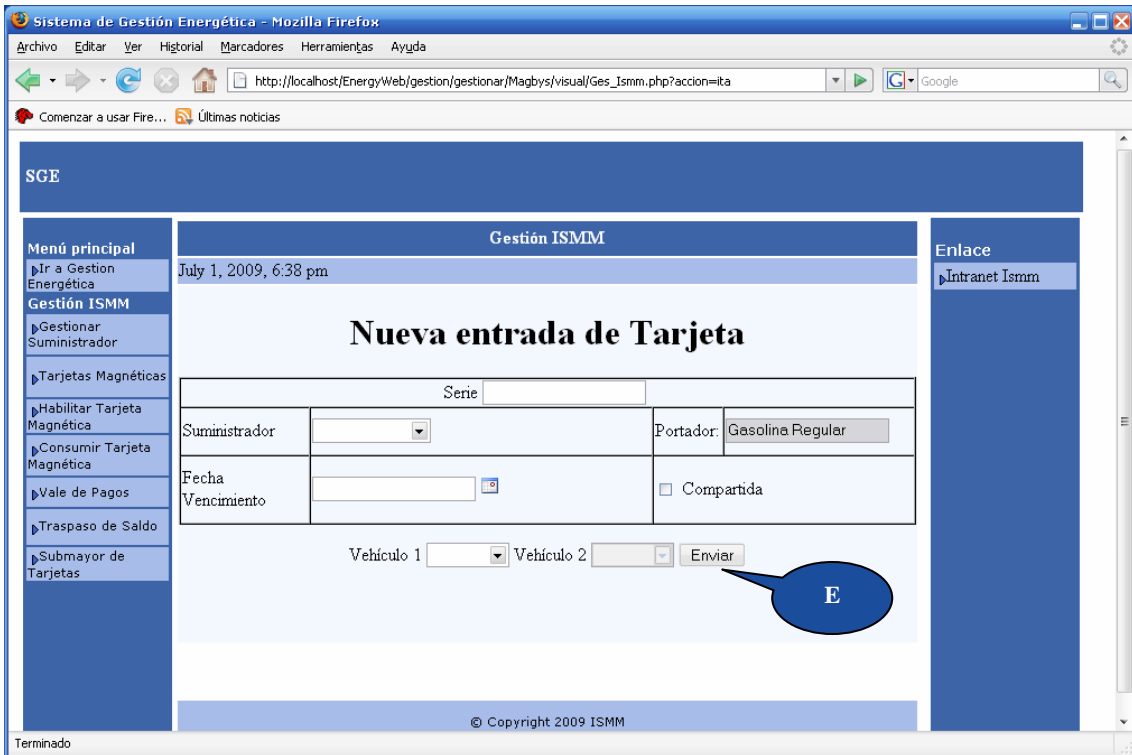 Sistema de Gestión Energética - Mozilla Firefox
Archivo Editar Ver Historial Marcadores Herramientas Ayuda
http://localhost/EnergyWeb/gestion/gestionar/Magbys/visual/Ges_Ismm.php?accion=ita
G Google
Comenzar a usar Fire... Últimas noticias
SGE
Menú principal
Ir a Gestion
Energética
Gestión ISMM
Gestionar
Suministrador
Tarjetas Magnéticas
Habilitar Tarjeta
Magnética
Consumir Tarjeta
Magnética
Vale de Pagos
Traspaso de Saldo
Submayor de
Tarjetas
Gestión ISMM
July 1, 2009, 6:38 pm
Nueva entrada de Tarjeta
Serie
Suministrador
Portador: Gasolina Regular
Fecha
Vencimiento
Compartida
Vehículo 1 Vehículo 2 Enviar
E
Enlace
Intranet Ismm
© Copyright 2009 ISMM
Terminado